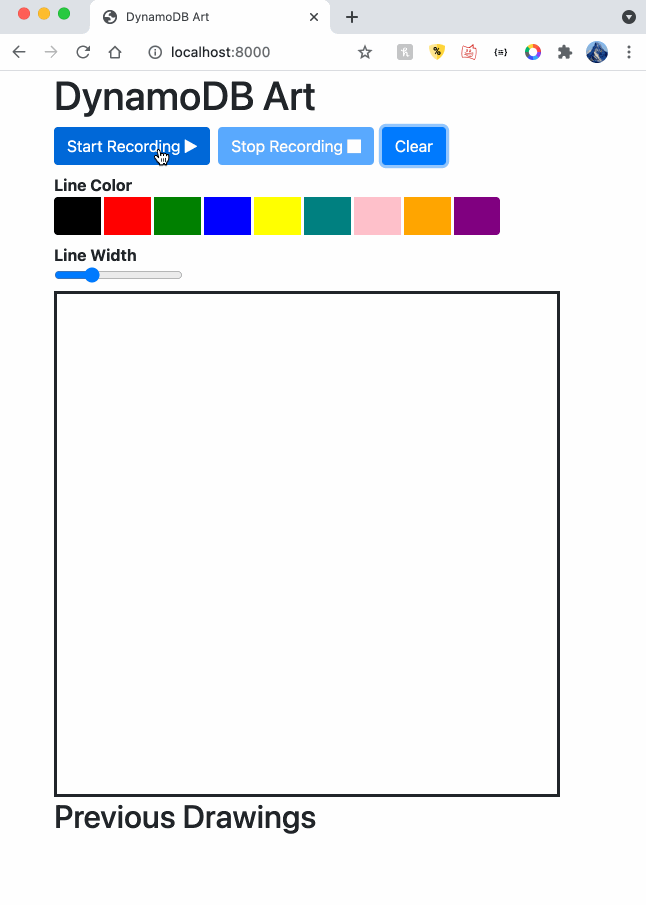 DynamoDB Art
localhost:8000
DynamoDB Art
Start Recording Stop Recording Clear
Line Color
Line Width
Previous Drawings